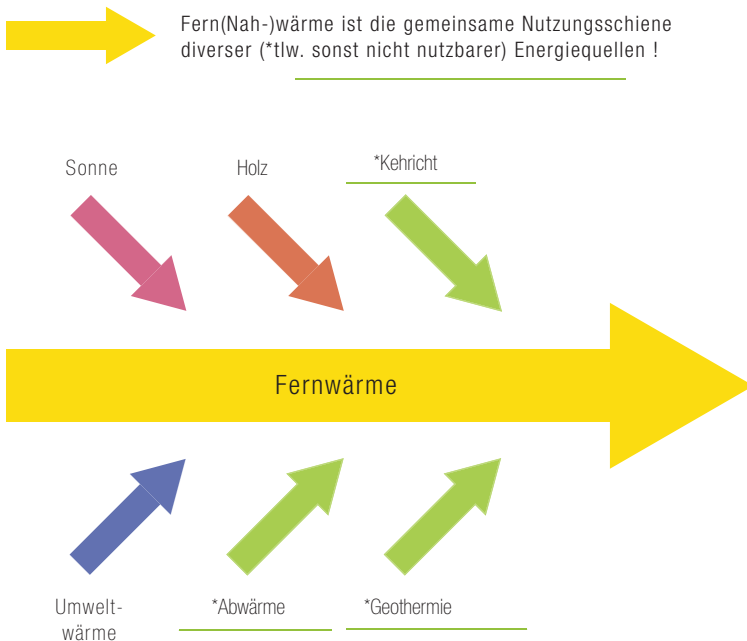 Fern(Nah-)wärme ist die gemeinsame Nutzungsschiene
diverser (*tlw. sonst nicht nutzbarer) Energiequellen !
Sonne
Holz
*Kehricht
Fernwärme
Umwelt-
wärme
*Abwärme
*Geothermie